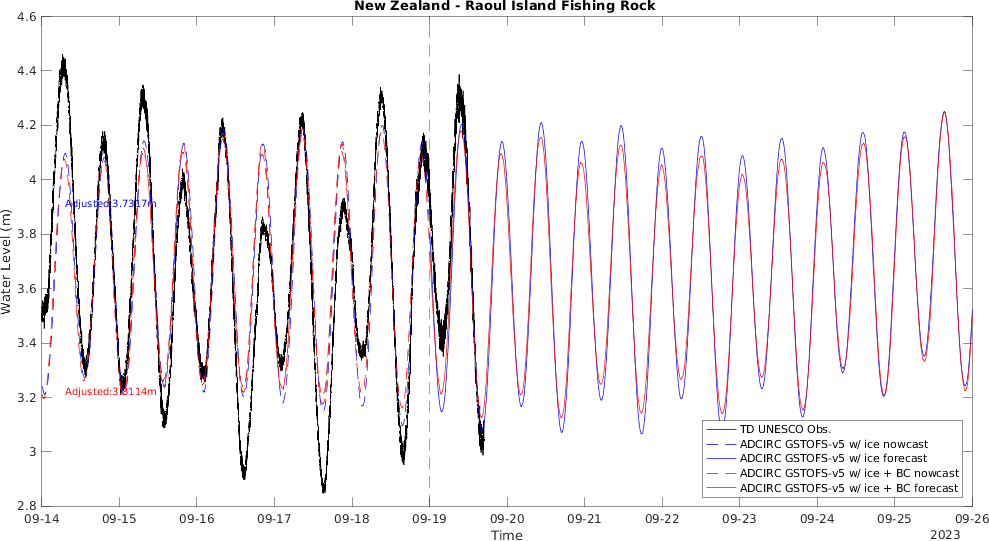 New Zealand - Raoul Island Fishing Rock
4.6
4.4
4.2
4
3.8
3.6
3.4
3.2
3
2.8
Water Level (m)
Adjusted:3.7317m
Adjusted:3.8114m
TD UNESCO Obs.
ADCIRC GSTOFS-v5 w/ ice nowcast
ADCIRC GSTOFS-v5 w/ ice forecast
ADCIRC GSTOFS-v5 w/ ice + BC nowcast
ADCIRC GSTOFS-v5 w/ ice + BC forecast
09-14 09-15 09-16 09-17 09-18 09-19 09-20 09-21 09-22 09-23 09-24 09-25 09-26
Time
2023